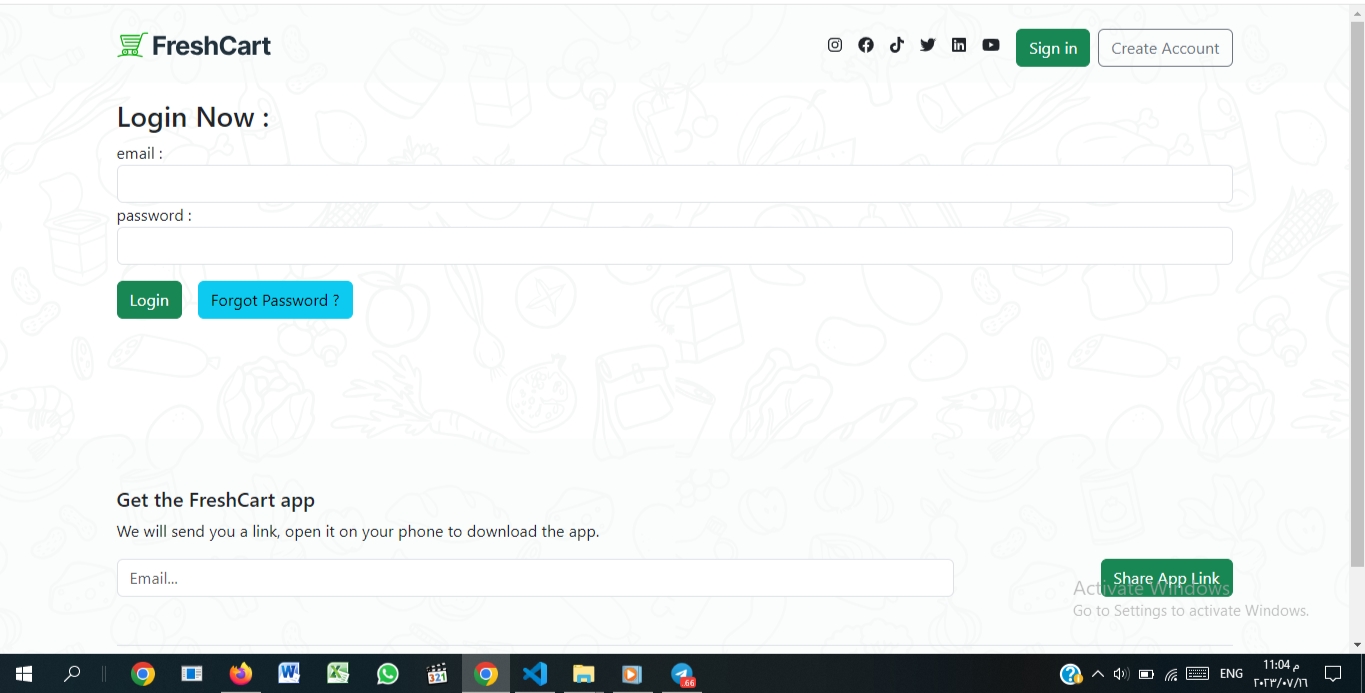 FreshCart
Sign in
Create Account
Login Now :
email :
password :
Login
Forgot Password ?
Get the FreshCart app
We will send you a link, open it on your phone to download the app.
Email...
Share App Link
Activate Windows
Go to Settings to activate Windows.
321
.66
ENG
11:04 م
٢٠٢٣/٠٧/١٦